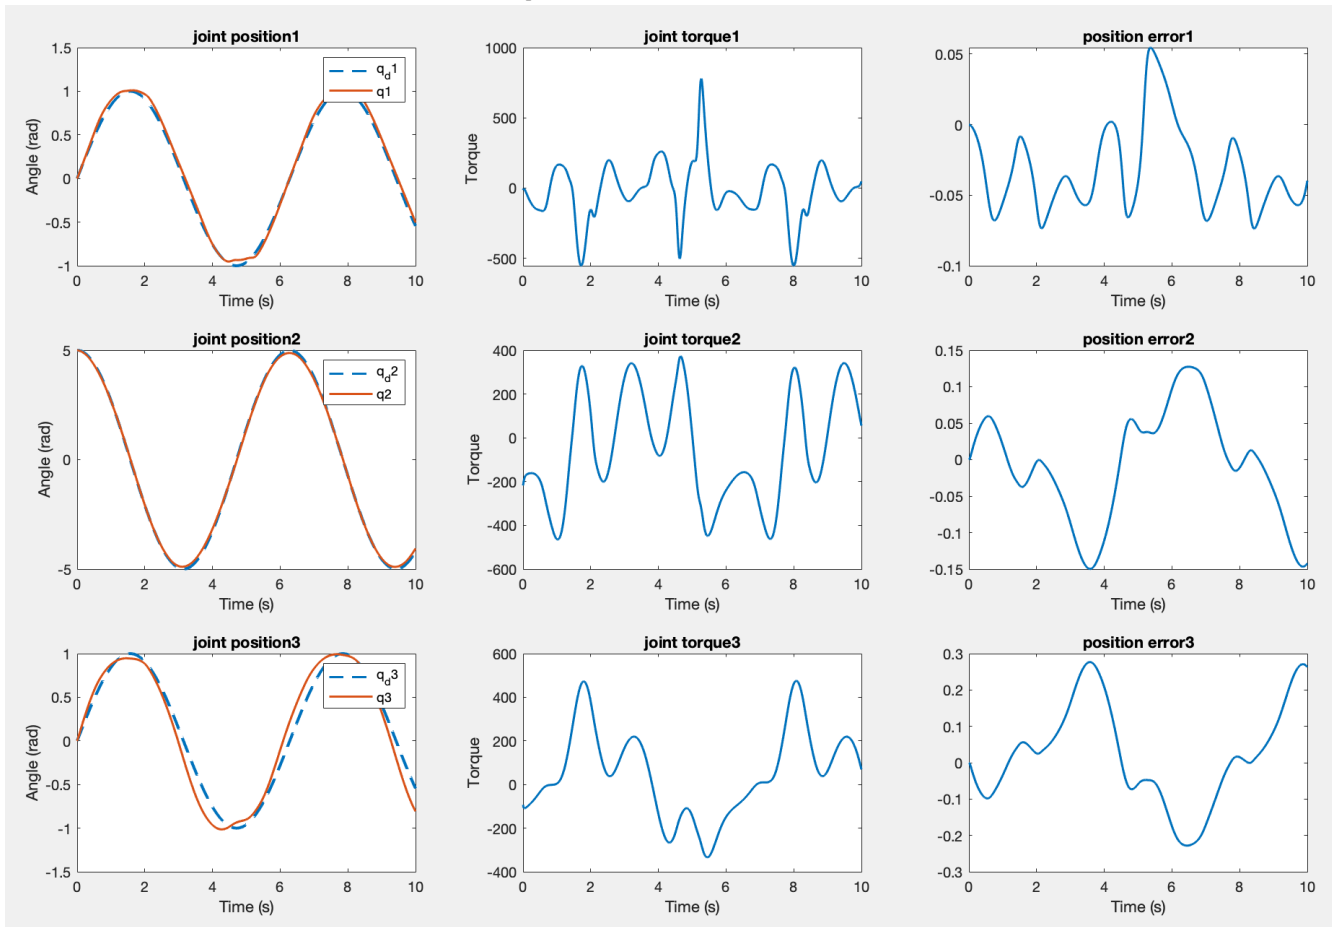 joint position1
1.5
1
0.5
0
-0.5
-1
Angle (rad)
q_d1
q1
0 2 4 6 8 10
Time (s)
joint torque1
1000
500
0
-500
Torque
0 2 4 6 8 10
Time (s)
position error1
0.05
0
-0.05
-0.1
0 2 4 6 8 10
Time (s)
joint position2
5
0
-5
Angle (rad)
q_d2
q2
0 2 4 6 8 10
Time (s)
joint torque2
400
200
0
-200
-400
-600
Torque
0 2 4 6 8 10
Time (s)
position error2
0.15
0.1
0.05
0
-0.05
-0.1
-0.15
0 2 4 6 8 10
Time (s)
joint position3
1
0.5
0
-0.5
-1
-1.5
Angle (rad)
q_d3
q3
0 2 4 6 8 10
Time (s)
joint torque3
600
400
200
0
-200
-400
Torque
0 2 4 6 8 10
Time (s)
position error3
0.3
0.2
0.1
0
-0.1
-0.2
-0.3
0 2 4 6 8 10
Time (s)